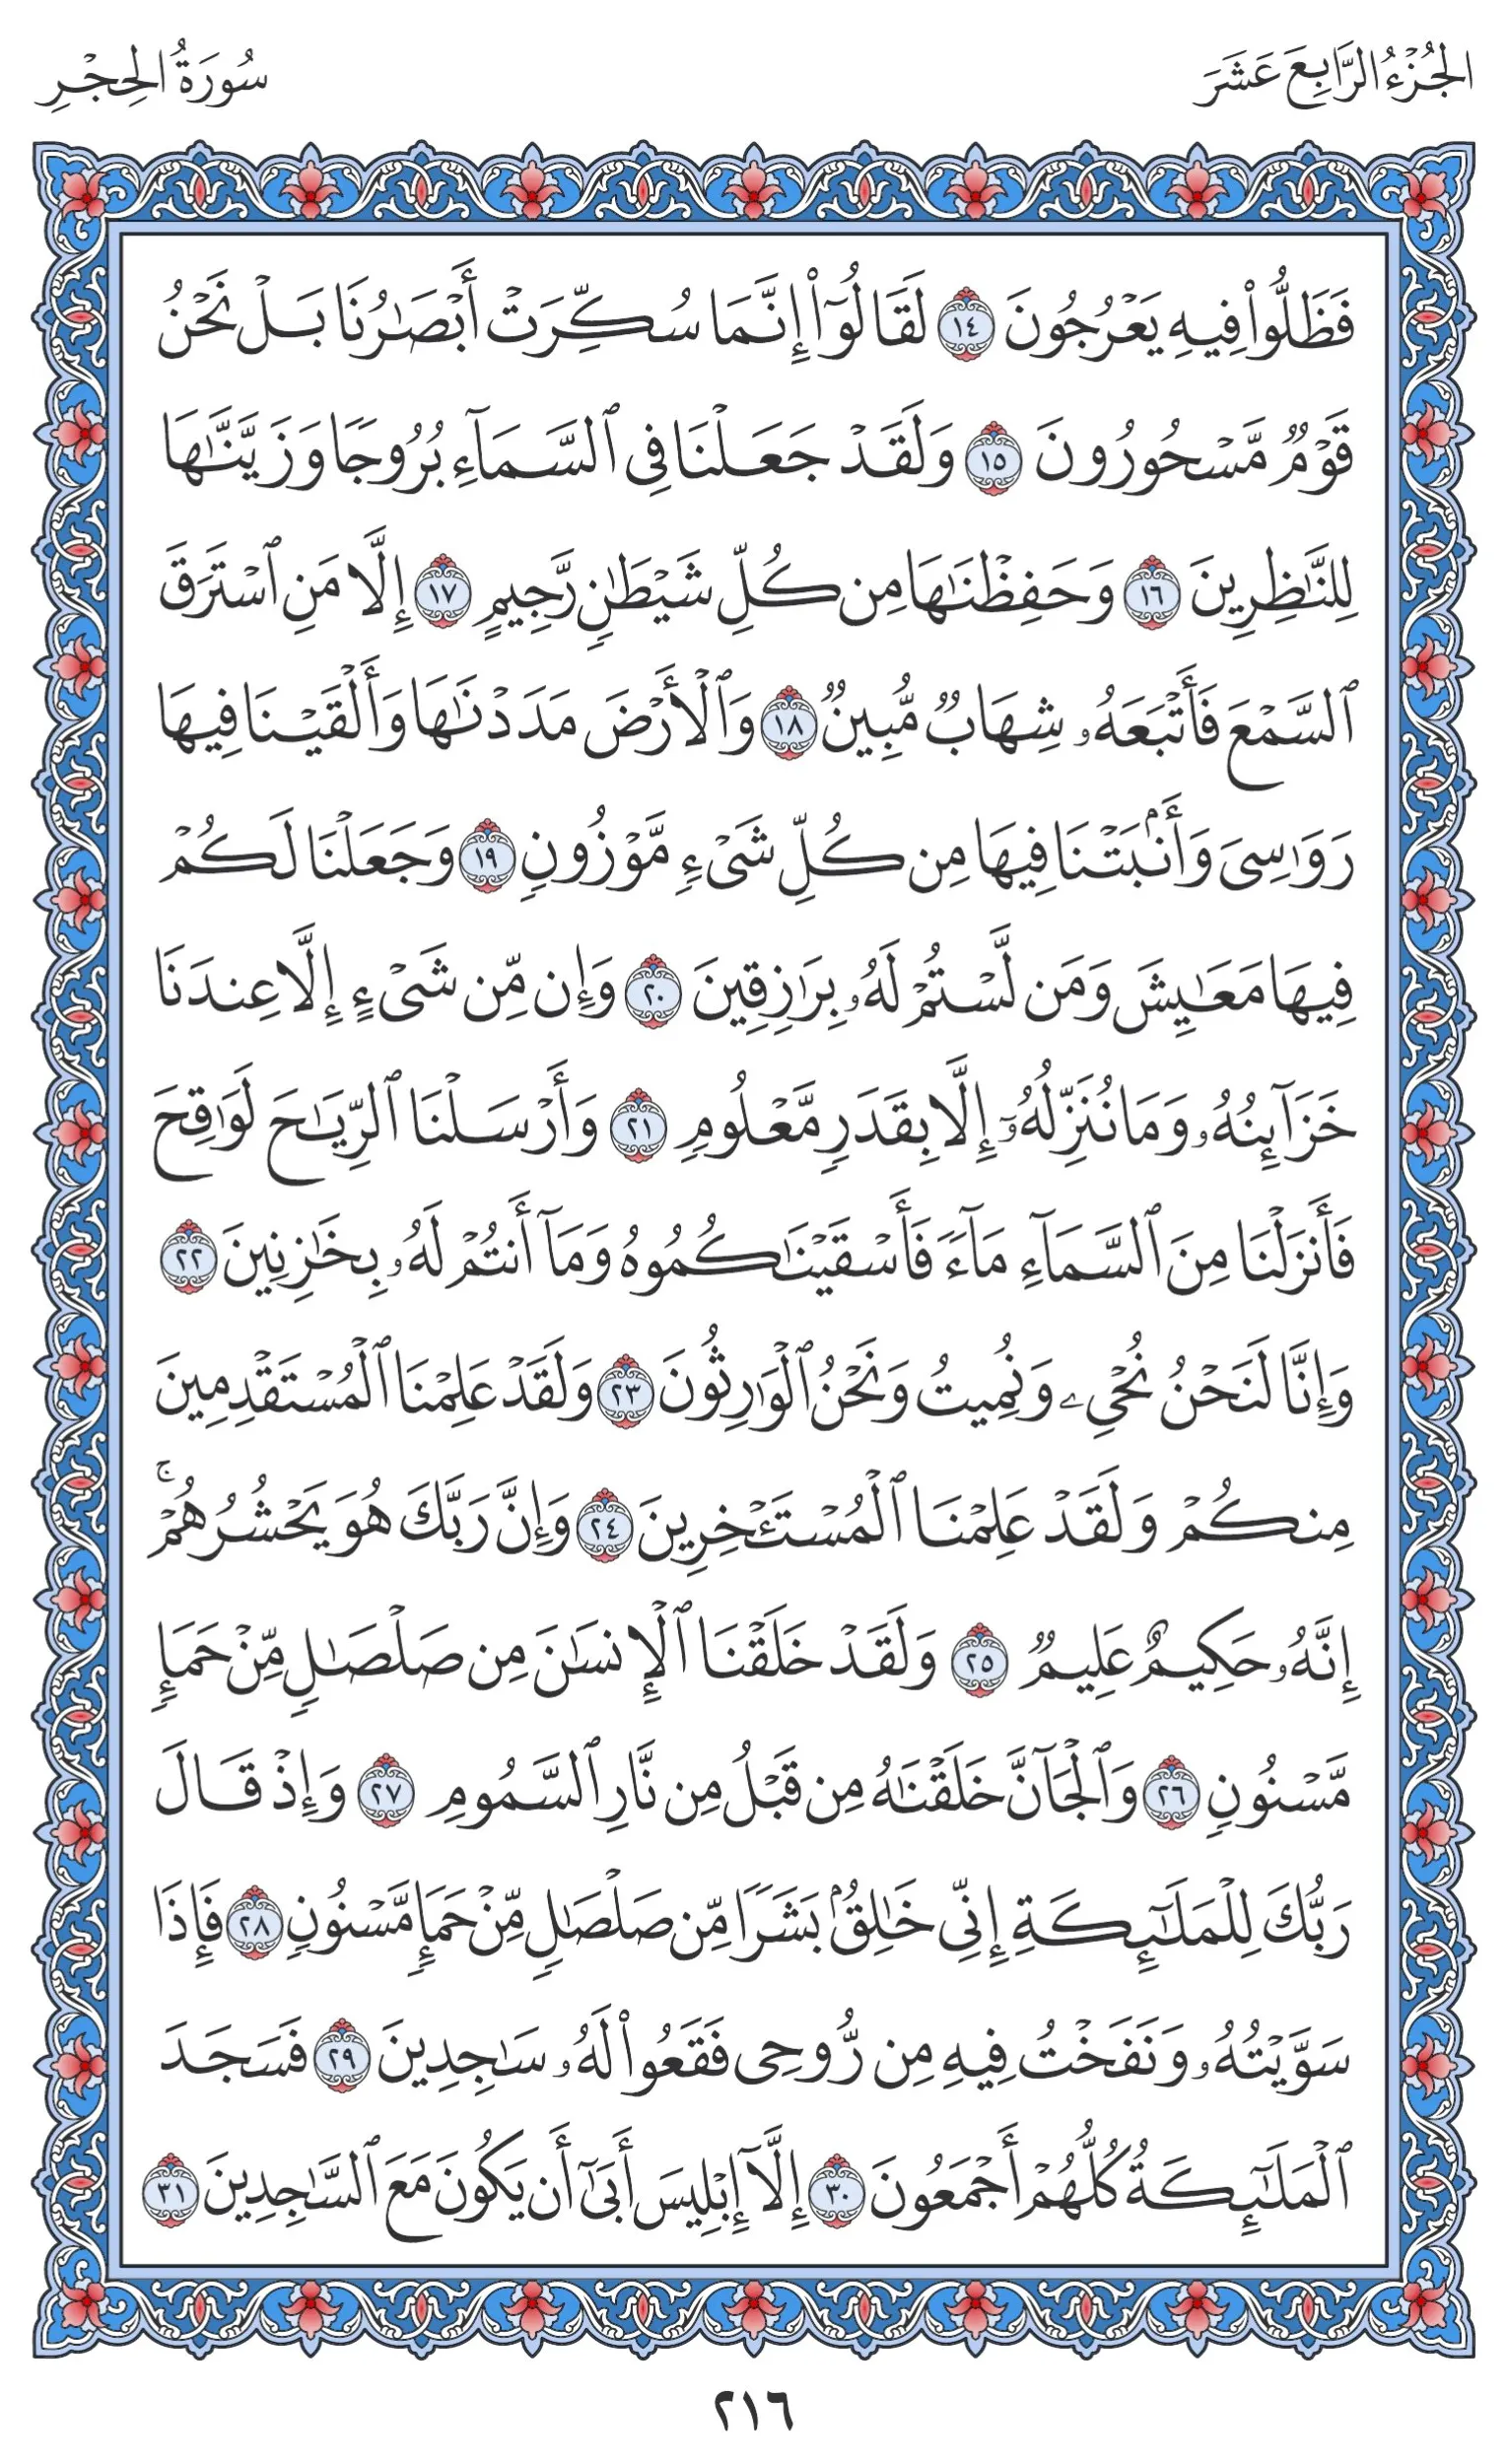 الجُزْءُ الرَّابِعَ عَشَرَ
سُورَةُ الحِجْرِ
فَظَلُّوا۟ فِيهِ يَعْرُجُونَ ١٤ لَقَالُوٓا۟ إِنَّمَا سُكِّرَتْ أَبْصَـٰرُنَا بَلْ نَحْنُ
قَوْمٌ مَّسْحُورُونَ ١٥ وَلَقَدْ جَعَلْنَا فِى ٱلسَّمَآءِ بُرُوجًا وَزَيَّنَّـٰهَا
لِلنَّـٰظِرِينَ ١٦ وَحَفِظْنَـٰهَا مِن كُلِّ شَيْطَـٰنٍ رَّجِيمٍ ١٧ إِلَّا مَنِ ٱسْتَرَقَ
ٱلسَّمْعَ فَأَتْبَعَهُۥ شِهَابٌ مُّبِينٌ ١٨ وَٱلْأَرْضَ مَدَدْنَـٰهَا وَأَلْقَيْنَا فِيهَا
رَوَٰسِىَ وَأَنۢبَتْنَا فِيهَا مِن كُلِّ شَىْءٍ مَّوْزُونٍ ١٩ وَجَعَلْنَا لَكُمْ
فِيهَا مَعَـٰيِشَ وَمَن لَّسْتُمْ لَهُۥ بِرَٰزِقِينَ ٢٠ وَإِن مِّن شَىْءٍ إِلَّا عِندَنَا
خَزَآئِنُهُۥ وَمَا نُنَزِّلُهُۥٓ إِلَّا بِقَدَرٍ مَّعْلُومٍ ٢١ وَأَرْسَلْنَا ٱلرِّيَـٰحَ لَوَٰقِحَ
فَأَنزَلْنَا مِنَ ٱلسَّمَآءِ مَآءً فَأَسْقَيْنَـٰكُمُوهُ وَمَآ أَنتُمْ لَهُۥ بِخَـٰزِنِينَ ٢٢
وَإِنَّا لَنَحْنُ نُحْىِۦ وَنُمِيتُ وَنَحْنُ ٱلْوَٰرِثُونَ ٢٣ وَلَقَدْ عَلِمْنَا ٱلْمُسْتَقْدِمِينَ
مِنكُمْ وَلَقَدْ عَلِمْنَا ٱلْمُسْتَـْٔخِرِينَ ٢٤ وَإِنَّ رَبَّكَ هُوَ يَحْشُرُهُمْ ۚ
إِنَّهُۥ حَكِيمٌ عَلِيمٌ ٢٥ وَلَقَدْ خَلَقْنَا ٱلْإِنسَـٰنَ مِن صَلْصَـٰلٍ مِّنْ حَمَإٍ
مَّسْنُونٍ ٢٦ وَٱلْجَآنَّ خَلَقْنَـٰهُ مِن قَبْلُ مِن نَّارِ ٱلسَّمُومِ ٢٧ وَإِذْ قَالَ
رَبُّكَ لِلْمَلَـٰٓئِكَةِ إِنِّى خَـٰلِقٌۢ بَشَرًا مِّن صَلْصَـٰلٍ مِّنْ حَمَإٍ مَّسْنُونٍ ٢٨ فَإِذَا
سَوَّيْتُهُۥ وَنَفَخْتُ فِيهِ مِن رُّوحِى فَقَعُوا۟ لَهُۥ سَـٰجِدِينَ ٢٩ فَسَجَدَ
ٱلْمَلَـٰٓئِكَةُ كُلُّهُمْ أَجْمَعُونَ ٣٠ إِلَّآ إِبْلِيسَ أَبَىٰٓ أَن يَكُونَ مَعَ ٱلسَّـٰجِدِينَ ٣١
٢١٦